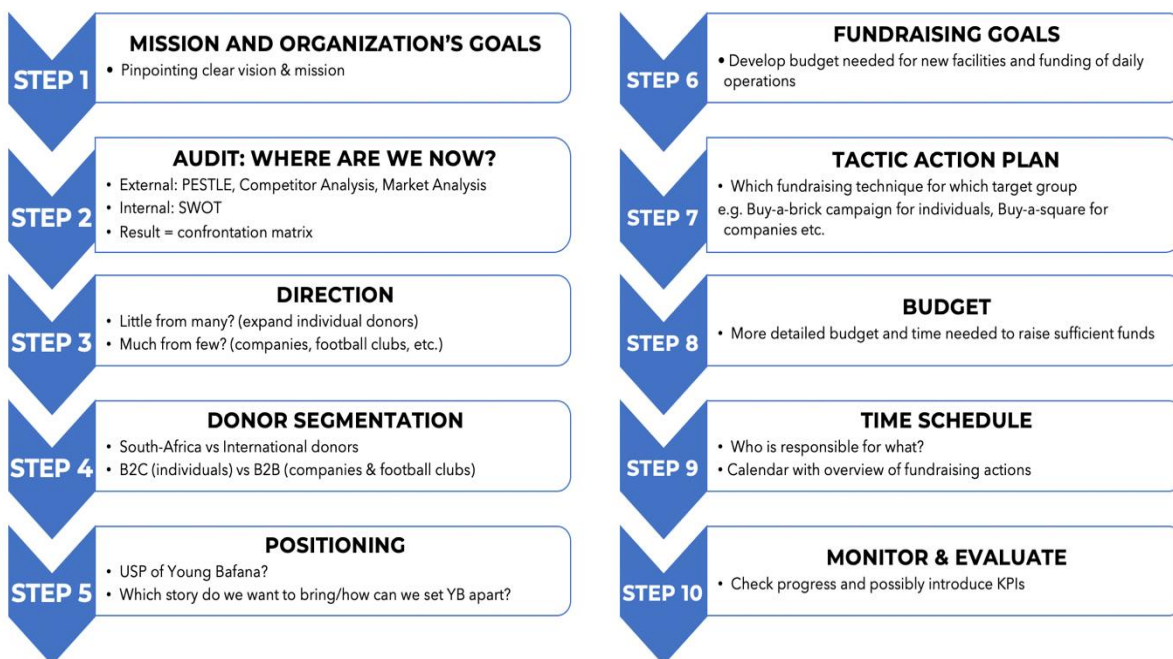 STEP 1
MISSION AND ORGANIZATION'S GOALS
• Pinpointing clear vision & mission
STEP 2
AUDIT: WHERE ARE WE NOW?
• External: PESTLE, Competitor Analysis, Market Analysis
• Internal: SWOT
• Result = confrontation matrix
STEP 3
DIRECTION
• Little from many? (expand individual donors)
• Much from few? (companies, football clubs, etc.)
STEP 4
DONOR SEGMENTATION
• South-Africa vs International donors
• B2C (individuals) vs B2B (companies & football clubs)
STEP 5
POSITIONING
• USP of Young Bafana?
• Which story do we want to bring/how can we set YB apart?
STEP 6
FUNDRAISING GOALS
• Develop budget needed for new facilities and funding of daily
operations
STEP 7
TACTIC ACTION PLAN
• Which fundraising technique for which target group
e.g. Buy-a-brick campaign for individuals, Buy-a-square for
companies etc.
STEP 8
BUDGET
• More detailed budget and time needed to raise sufficient funds
STEP 9
TIME SCHEDULE
• Who is responsible for what?
• Calendar with overview of fundraising actions
STEP 10
MONITOR & EVALUATE
• Check progress and possibly introduce KPIs